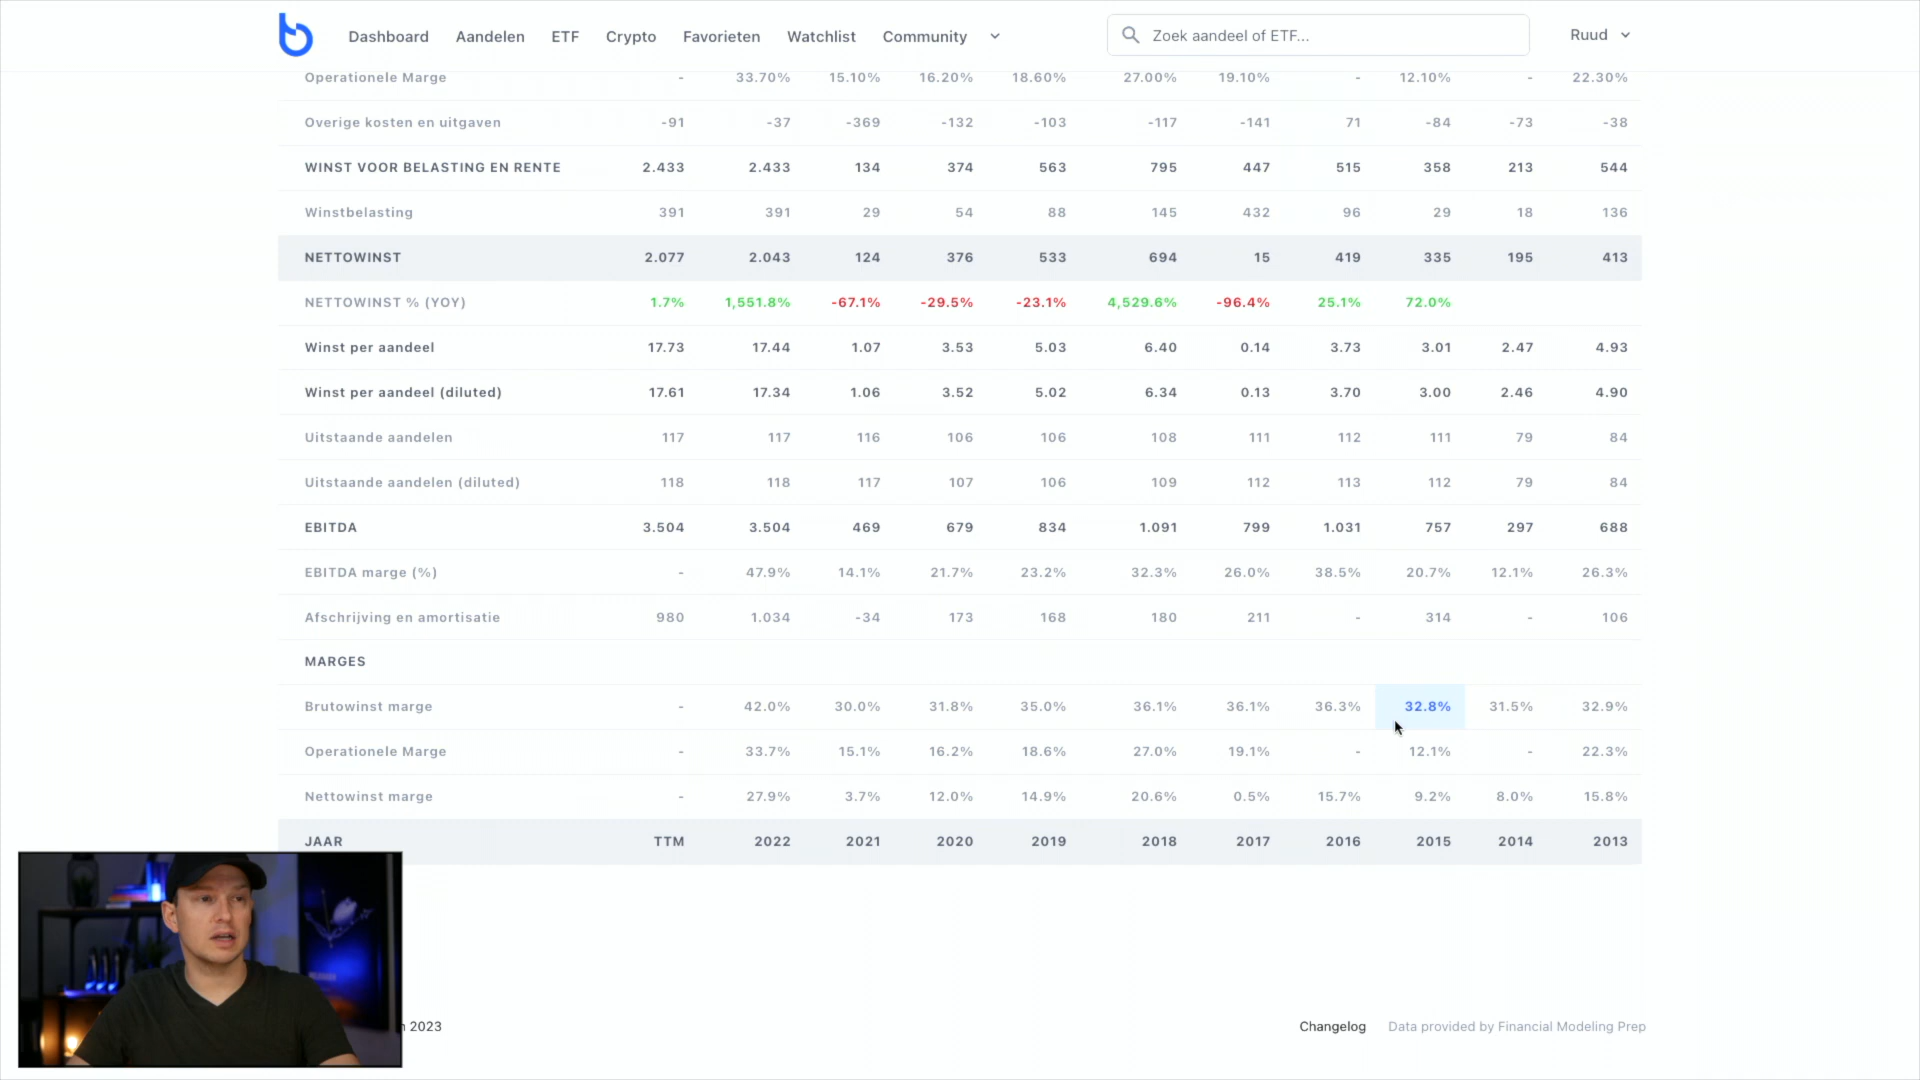 Dashboard Aandelen ETF Crypto Favorieten Watchlist Community Zoek aandeel of ETF... Ruud
Operationele Marge - 33.70% 15.10% 16.20% 18.60% 27.00% 19.10% - 12.10% - 22.30%
Overige kosten en uitgaven -91 -37 -369 -132 -103 -117 -141 71 -84 -73 -38
WINST VOOR BELASTING EN RENTE 2.433 2.433 134 374 563 795 447 515 358 213 544
Winstbelasting 391 391 29 54 88 145 432 96 29 18 136
NETTOWINST 2.077 2.043 124 376 533 694 15 419 335 195 413
NETTOWINST % (YOY) 1.7% 1,551.8% -67.1% -29.5% -23.1% 4,529.6% -96.4% 25.1% 72.0%
Winst per aandeel 17.73 17.44 1.07 3.53 5.03 6.40 0.14 3.73 3.01 2.47 4.93
Winst per aandeel (diluted) 17.61 17.34 1.06 3.52 5.02 6.34 0.13 3.70 3.00 2.46 4.90
Uitstaande aandelen 117 117 116 106 106 108 111 112 111 79 84
Uitstaande aandelen (diluted) 118 118 117 107 106 109 112 113 112 79 84
EBITDA 3.504 3.504 469 679 834 1.091 799 1.031 757 297 688
EBITDA marge (%) - 47.9% 14.1% 21.7% 23.2% 32.3% 26.0% 38.5% 20.7% 12.1% 26.3%
Afschrijving en amortisatie 980 1.034 -34 173 168 180 211 - 314 - 106
MARGES
Brutowinst marge - 42.0% 30.0% 31.8% 35.0% 36.1% 36.1% 36.3% 32.8% 31.5% 32.9%
Operationele Marge - 33.7% 15.1% 16.2% 18.6% 27.0% 19.1% - 12.1% - 22.3%
Nettowinst marge - 27.9% 3.7% 12.0% 14.9% 20.6% 0.5% 15.7% 9.2% 8.0% 15.8%
JAAR TTM 2022 2021 2020 2019 2018 2017 2016 2015 2014 2013
2023 Changelog Data provided by Financial Modeling Prep